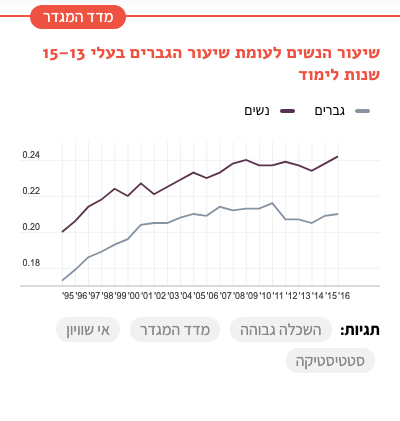 מדד המגדר
שיעור הנשים לעומת שיעור הגברים בעלי 13–15
שנות לימוד
גברים נשים
0.24
0.22
0.20
0.18
'95 '96 '97 '98 '99 '00 '01 '02 '03 '04 '05 '06 '07 '08 '09 '10 '11 '12 '13 '14 '15 '16
תגיות: השכלה גבוהה מדד המגדר אי שוויון
סטטיסטיקה